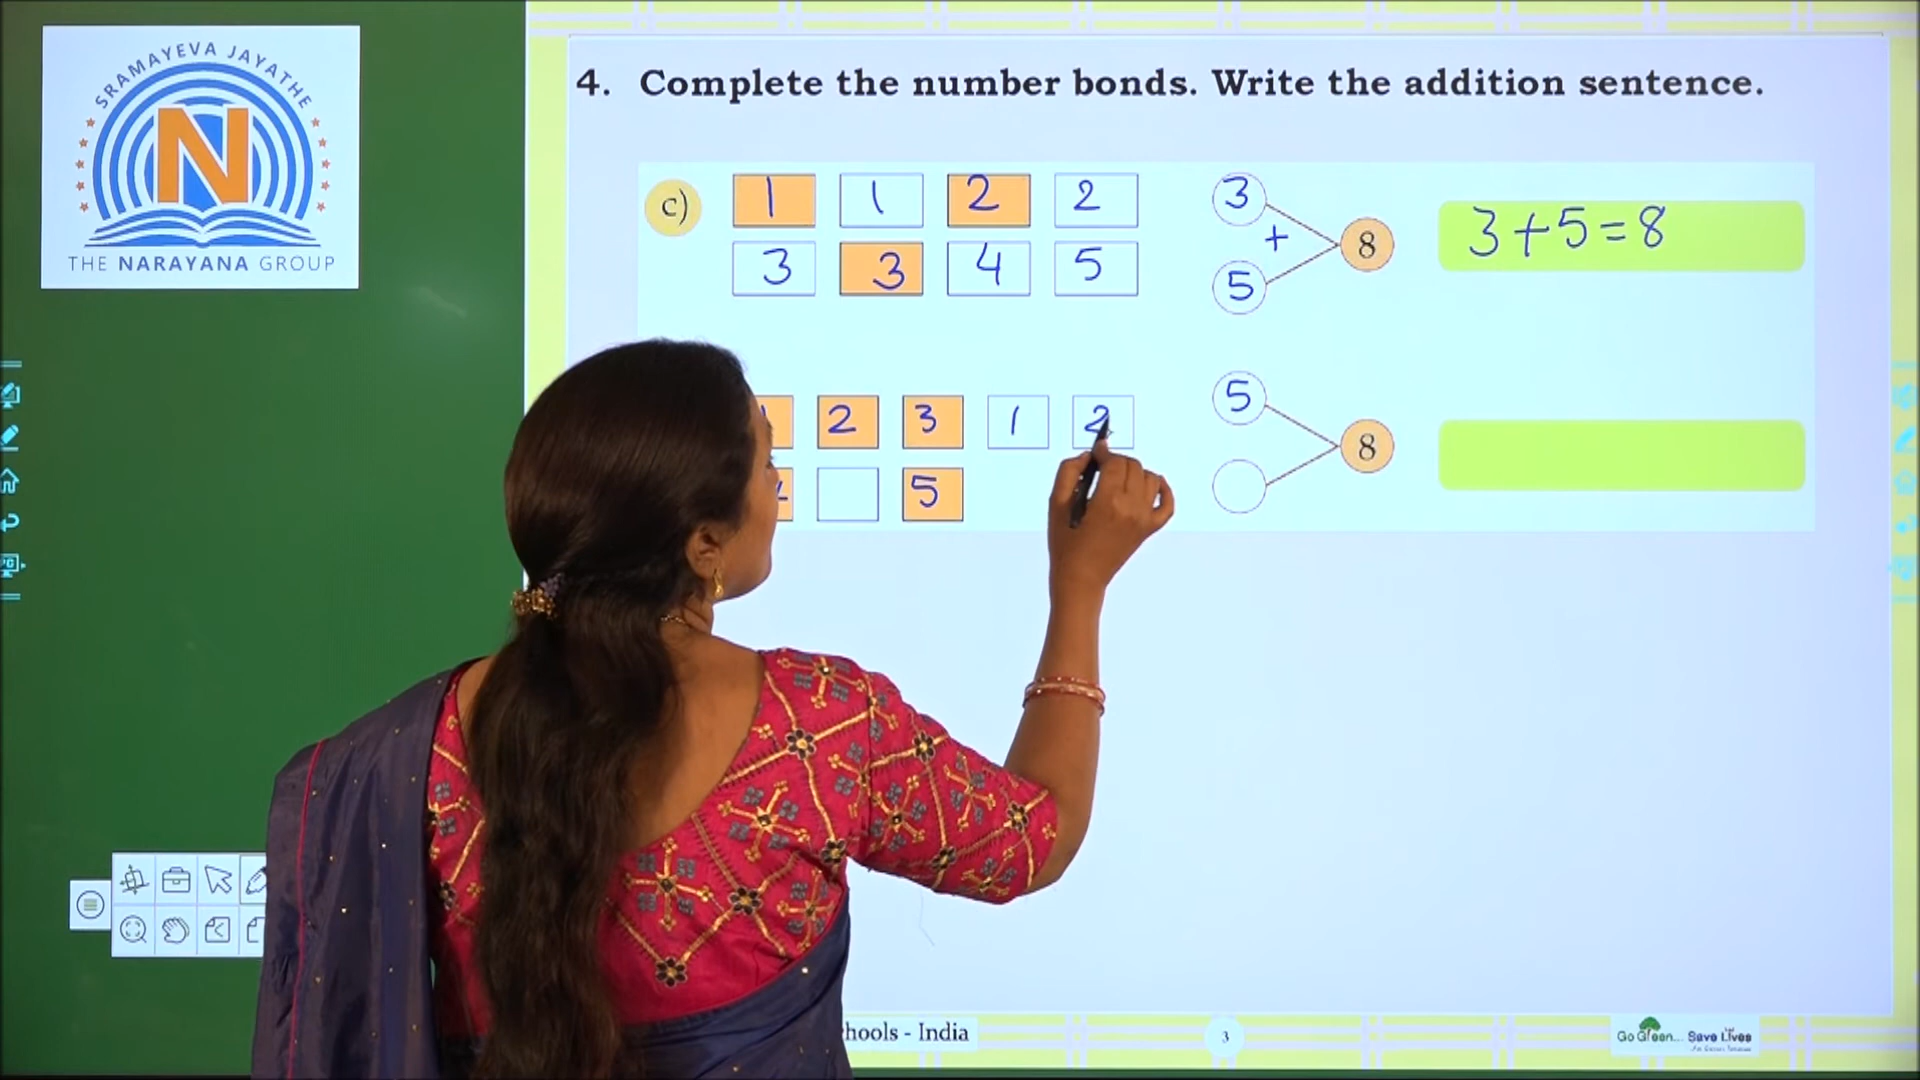 SRAMAYEVA JAYATHE
N
THE NARAYANA GROUP
4. Complete the number bonds. Write the addition sentence.
c) 1 1 2 2
3 3 4 5
3 + 5 8
3+5=8
2 3 1 2
5
5 8
hools - India
3
Go Green... Save Lives